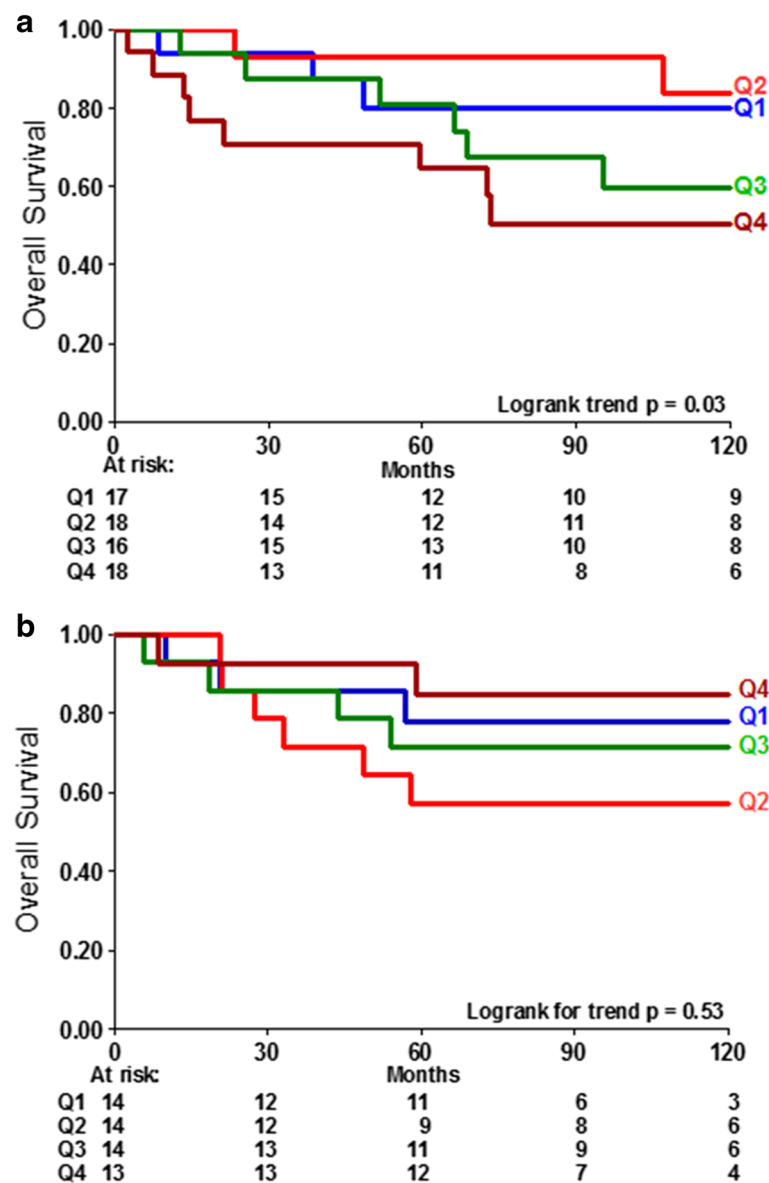 a
Overall Survival
1.00
0.80
0.60
0.40
0.20
0.00
Q2
Q1
Q3
Q4
Logrank trend p = 0.03
0 30 60 90 120
At risk: Months
Q1 17 15 12 10 9
Q2 18 14 12 11 8
Q3 16 15 13 10 8
Q4 18 13 11 8 6
b
Overall Survival
1.00
0.80
0.60
0.40
0.20
0.00
Q4
Q1
Q3
Q2
Logrank for trend p = 0.53
0 30 60 90 120
At risk: Months
Q1 14 12 11 6 3
Q2 14 12 9 8 6
Q3 14 13 11 9 6
Q4 13 13 12 7 4